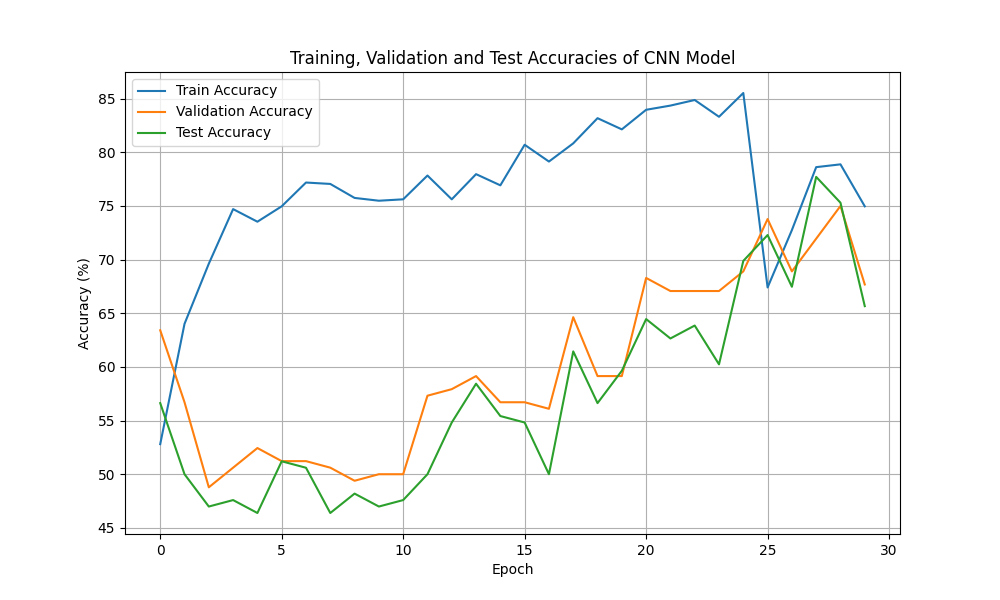 Training, Validation and Test Accuracies of CNN Model
Train Accuracy
Validation Accuracy
Test Accuracy
85
80
75
70
65
60
55
50
45
Accuracy (%)
0 5 10 15 20 25 30
Epoch